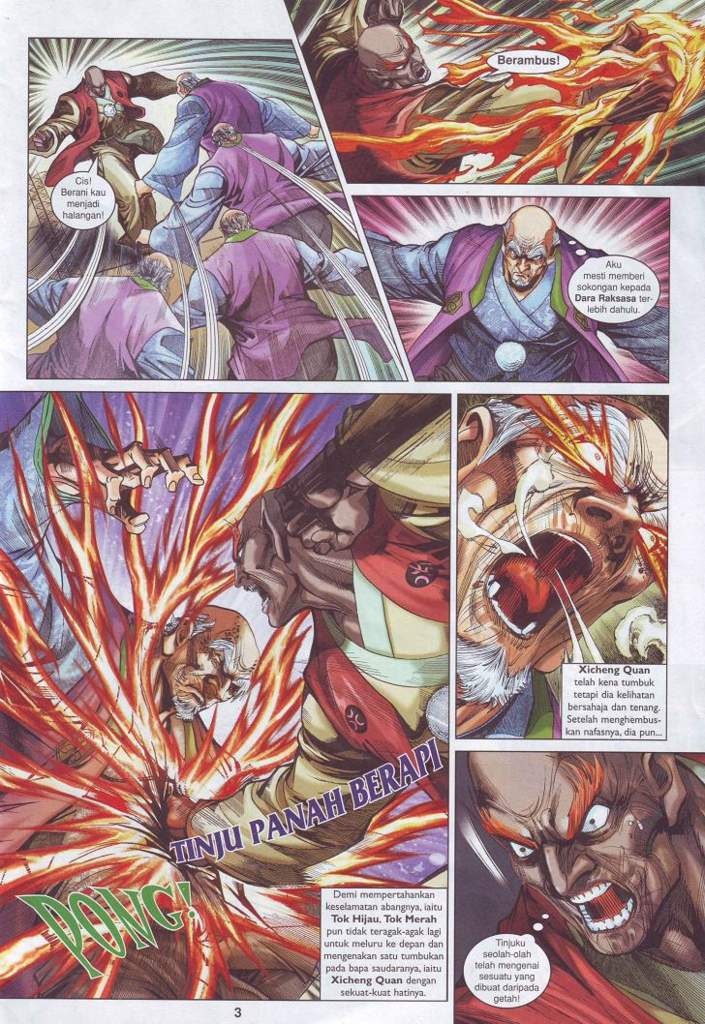 Cis!
Berani kau
menjadi
halangan!
Berambus!
Aku
mesti memberi
sokongan kepada
Dara Raksasa ter-
lebih dahulu.
TINJU PANAH BERAPI
PONG!
Demi mempertahankan
keselamatan abangnya, iaitu
Tok Hijau, Tok Merah
pun tidak teragak-agak lagi
untuk meluru ke depan dan
mengenakan satu tumbukan
pada bapa saudaranya, iaitu
Xicheng Quan dengan
sekuat-kuat hatinya.
Xicheng Quan
telah kena tumbuk
tetapi dia kelihatan
bersahaja dan tenang.
Setelah menghembus-
kan nafasnya, dia pun...
Tinjuku
seolah-olah
telah mengenai
sesuatu yang
dibuat daripada
getah!
3